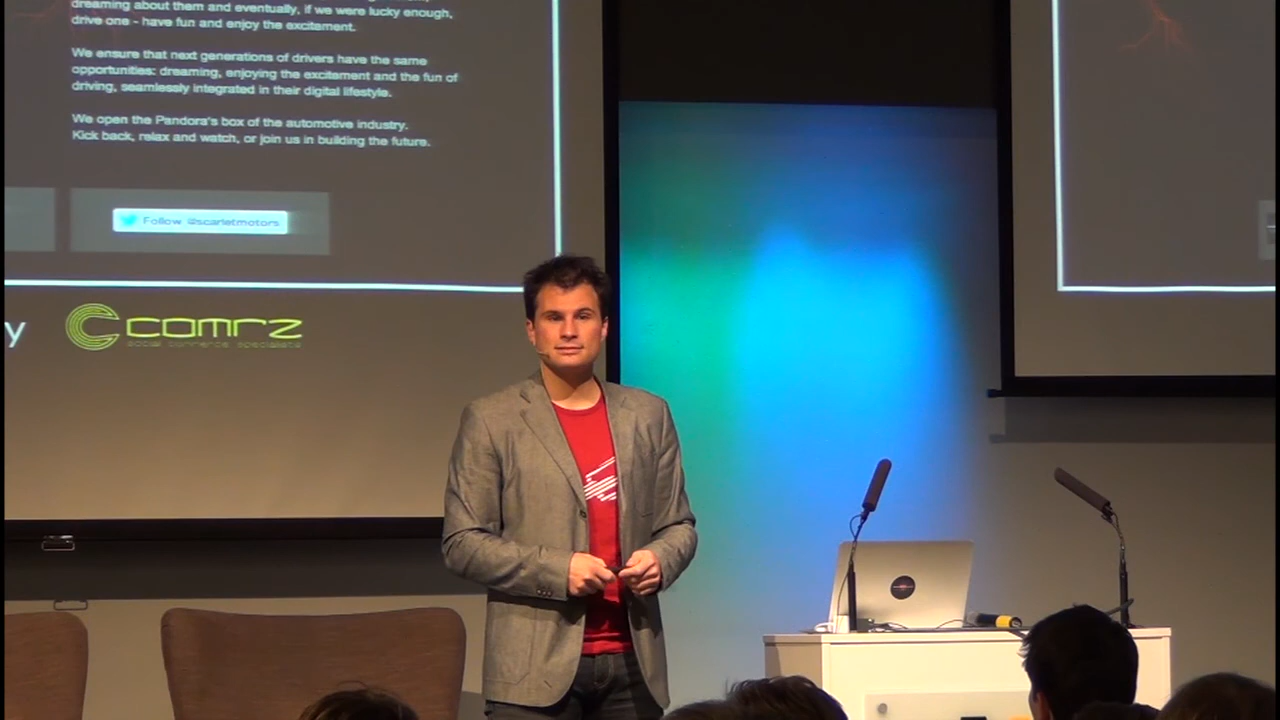 dreaming about them and eventually, if we were lucky enough,
drive one - have fun and enjoy the excitement.
We ensure that next generations of drivers have the same
opportunities: dreaming, enjoying the excitement and the fun of
driving, seamlessly integrated in their digital lifestyle.
We open the Pandora's box of the automotive industry.
Kick back, relax and watch, or join us in building the future.
Follow @scarletmotors
y
comrz
social commerce specialists